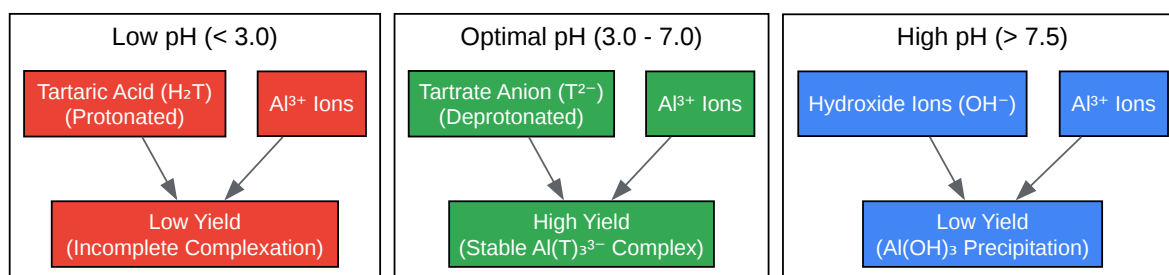 Low pH (< 3.0)
Tartaric Acid (H₂T)
(Protonated)
Al³⁺ Ions
Low Yield
(Incomplete Complexation)
Optimal pH (3.0 - 7.0)
Tartrate Anion (T²⁻)
(Deprotonated)
Al³⁺ Ions
High Yield
(Stable Al(T)₃³⁻ Complex)
High pH (> 7.5)
Hydroxide Ions (OH⁻)
Al³⁺ Ions
Low Yield
(Al(OH)₃ Precipitation)